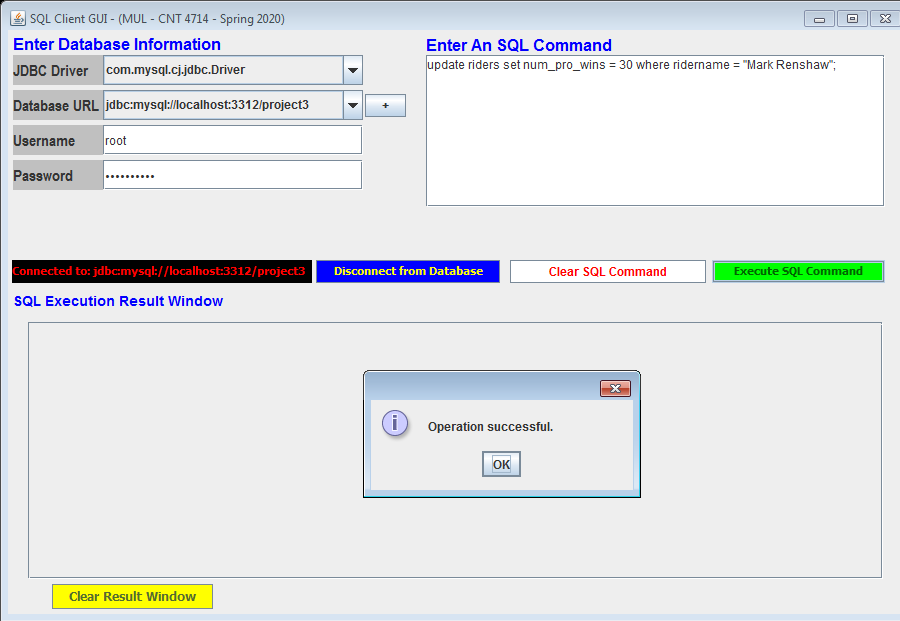 SQL Client GUI - (MUL - CNT 4714 - Spring 2020)
Enter Database Information
JDBC Driver com.mysql.cj.jdbc.Driver
Database URL jdbc:mysql://localhost:3312/project3 +
Username root
Password ••••••••••
Enter An SQL Command
update riders set num_pro_wins = 30 where ridername = "Mark Renshaw";
Connected to: jdbc:mysql://localhost:3312/project3 Disconnect from Database Clear SQL Command Execute SQL Command
SQL Execution Result Window
i Operation successful.
OK
Clear Result Window